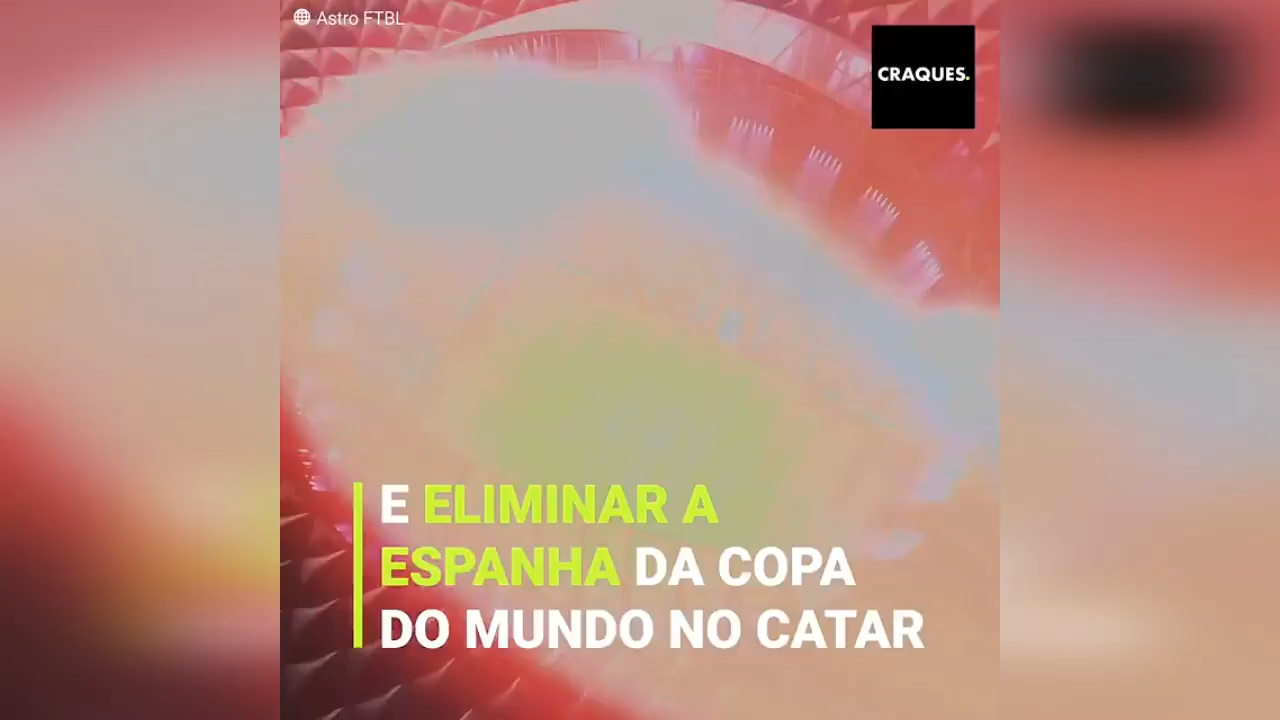 Astro FTBL
CRAQUES.
E ELIMINAR A
ESPANHA DA COPA
DO MUNDO NO CATAR